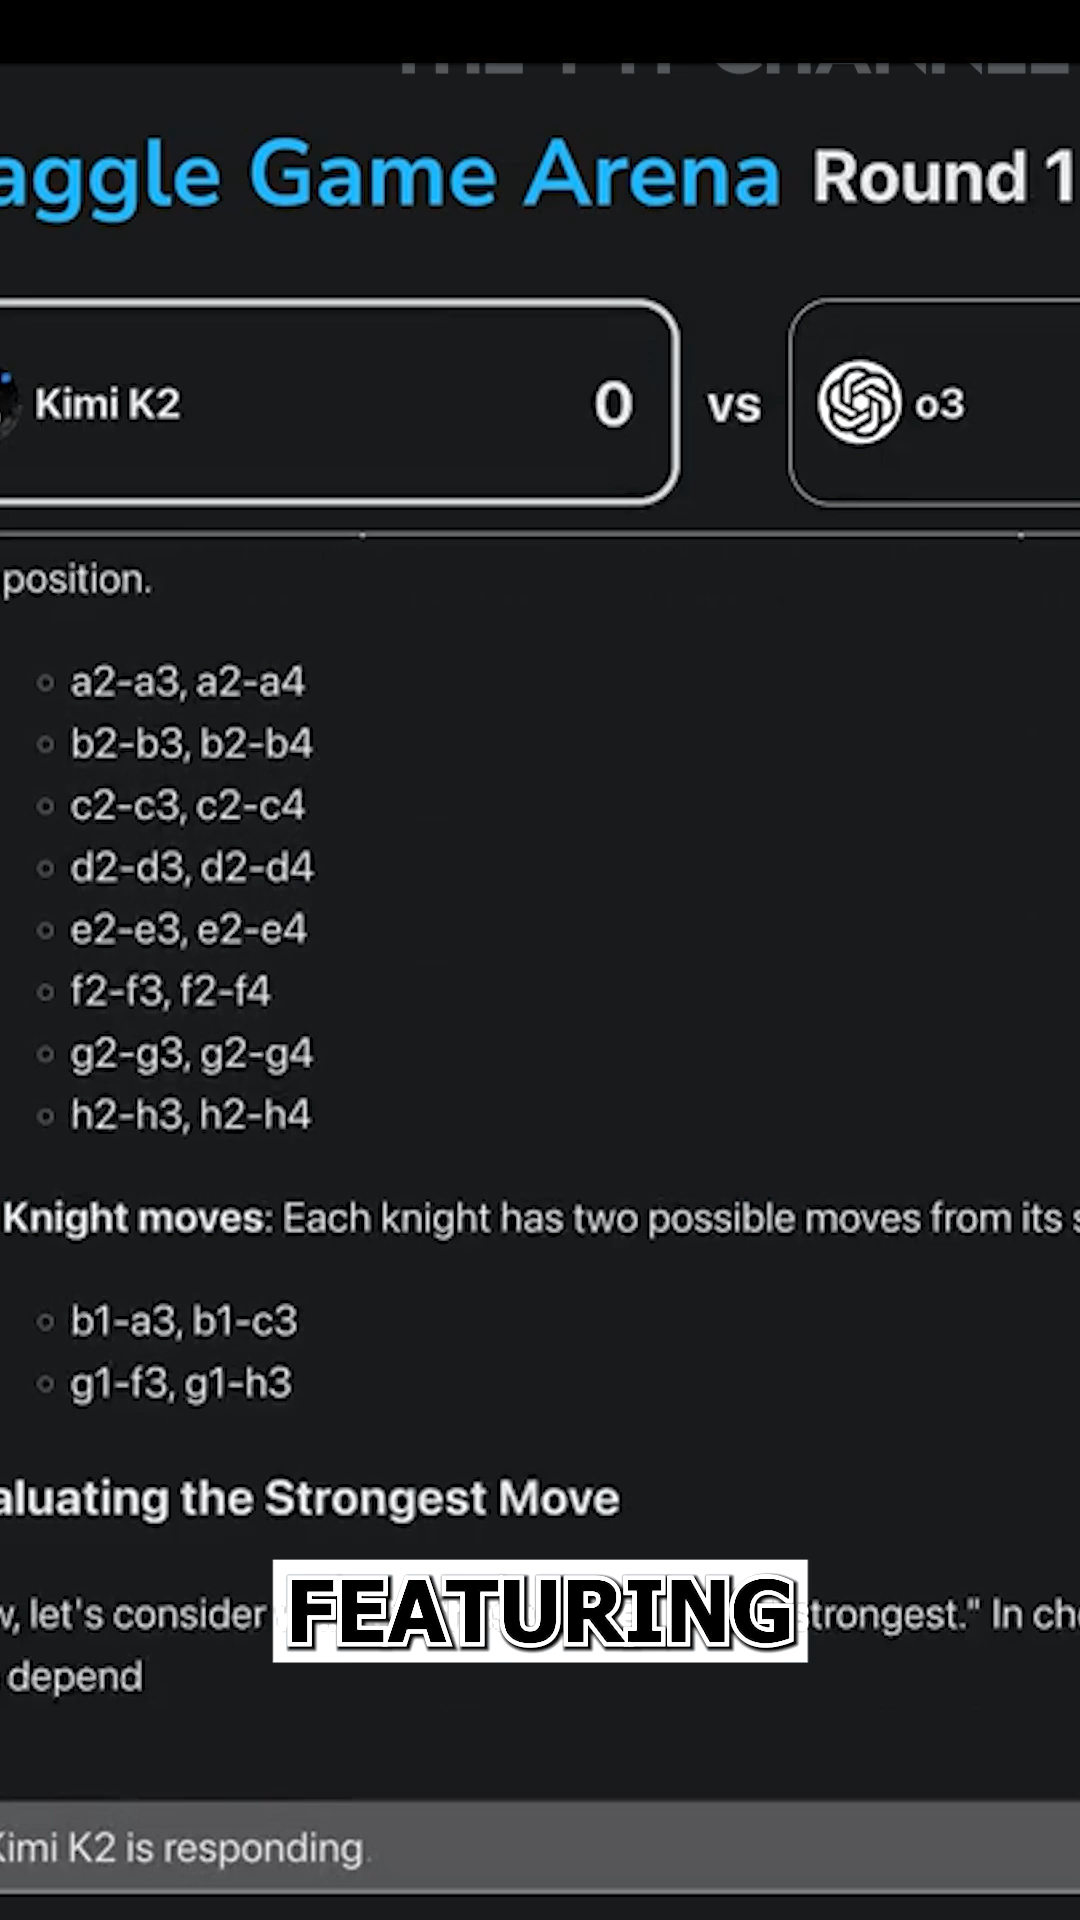 aggle Game Arena Round 1
Kimi K2 0 vs o3
position.
a2-a3, a2-a4
b2-b3, b2-b4
c2-c3, c2-c4
d2-d3, d2-d4
e2-e3, e2-e4
f2-f3, f2-f4
g2-g3, g2-g4
h2-h3, h2-h4
Knight moves: Each knight has two possible moves from its s
b1-a3, b1-c3
g1-f3, g1-h3
aluating the Strongest Move
w, let's consider strongest." In che
FEATURING
depend
Kimi K2 is responding.